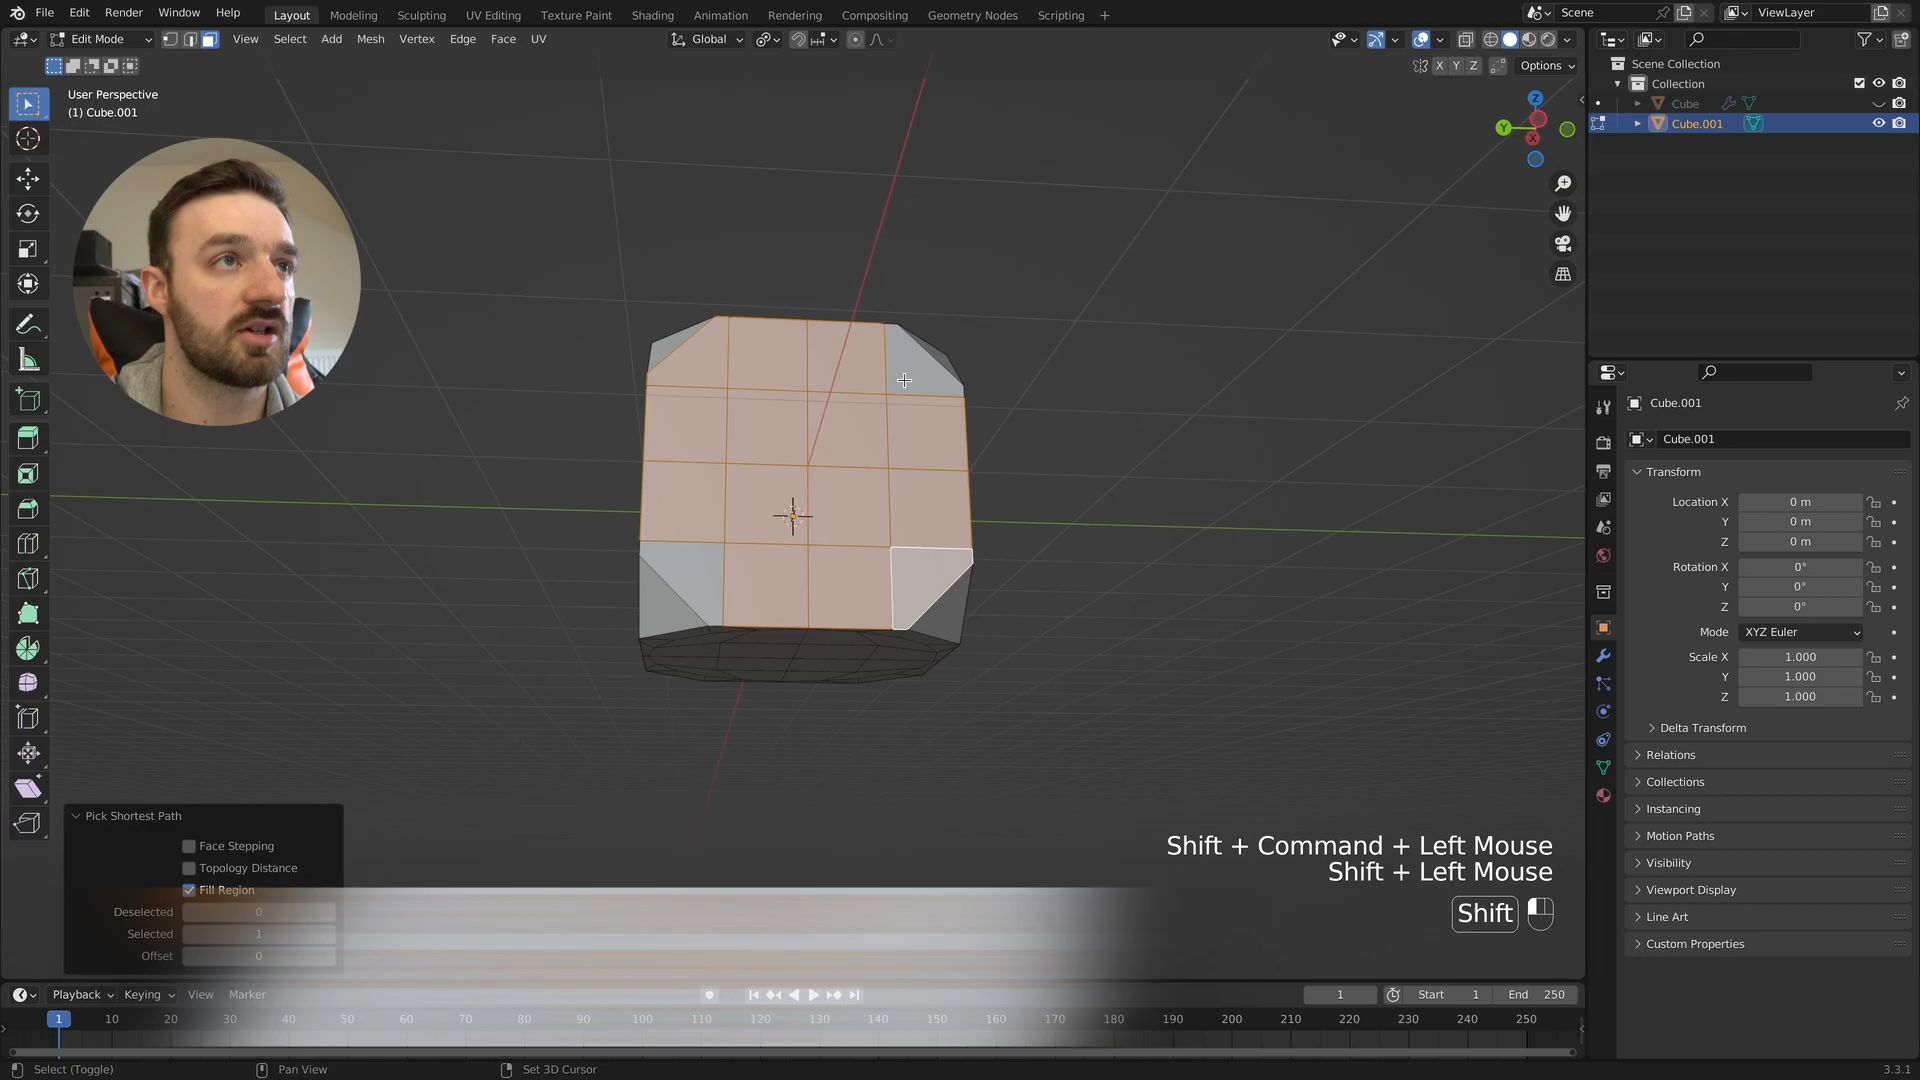 File Edit Render Window Help
Layout Modeling Sculpting UV Editing Texture Paint Shading Animation Rendering Compositing Geometry Nodes Scripting +
Scene
ViewLayer
Edit Mode View Select Add Mesh Vertex Edge Face UV
Global
X Y Z
Options
User Perspective
(1) Cube.001
Z
Y
X
Scene Collection
Collection
Cube
Cube.001
Cube.001
Cube.001
Transform
Location X 0 m
Y 0 m
Z 0 m
Rotation X 0°
Y 0°
Z 0°
Mode XYZ Euler
Scale X 1.000
Y 1.000
Z 1.000
Delta Transform
Relations
Collections
Instancing
Motion Paths
Visibility
Viewport Display
Line Art
Custom Properties
Pick Shortest Path
Face Stepping
Topology Distance
Fill Region
Deselected 0
Selected 1
Offset 0
Shift + Command + Left Mouse
Shift + Left Mouse
Shift
Playback Keying View Marker
1 Start 1 End 250
1 10 20 30 40 50 60 70 80 90 100 110 120 130 140 150 160 170 180 190 200 210 220 230 240 250
Select (Toggle) Pan View Set 3D Cursor 3.3.1